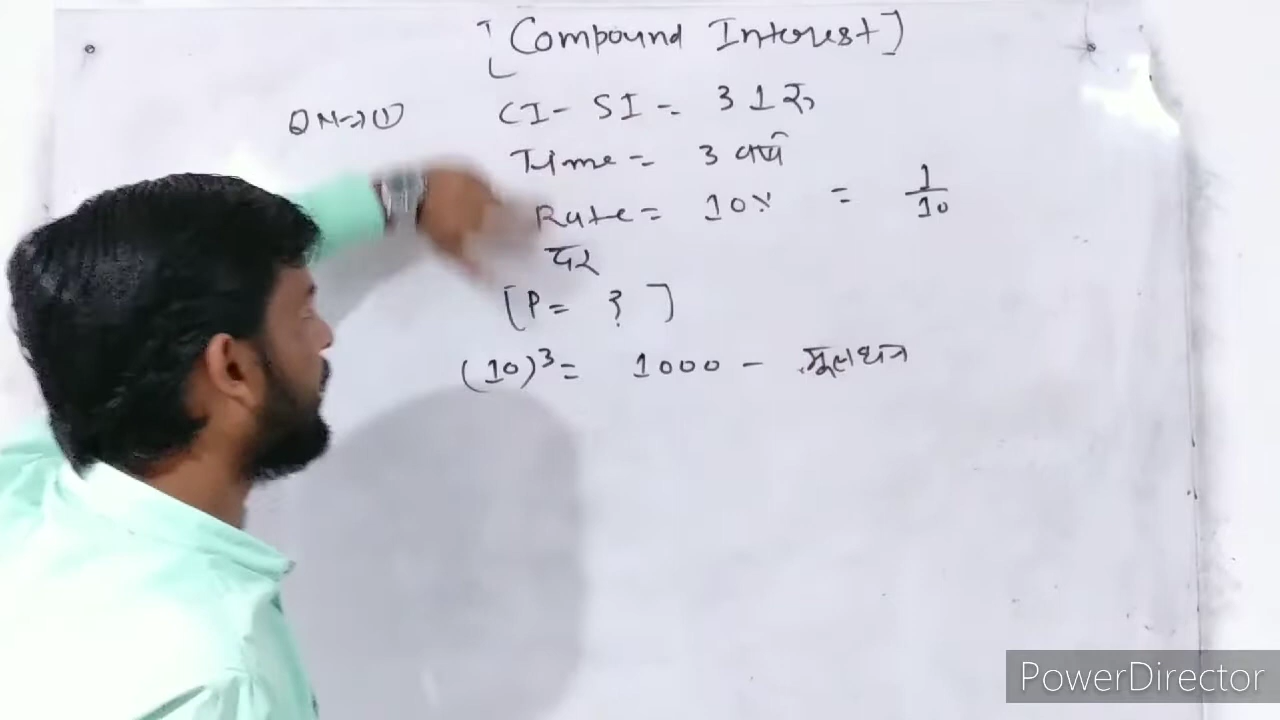 [Compound Interest]
QN→①
CI - SI = 31 रु
Time = 3 वर्ष
Rate = 10% = 1/10
दर
[P = ? ]
(10)³ = 1000 - मूलधन
PowerDirector